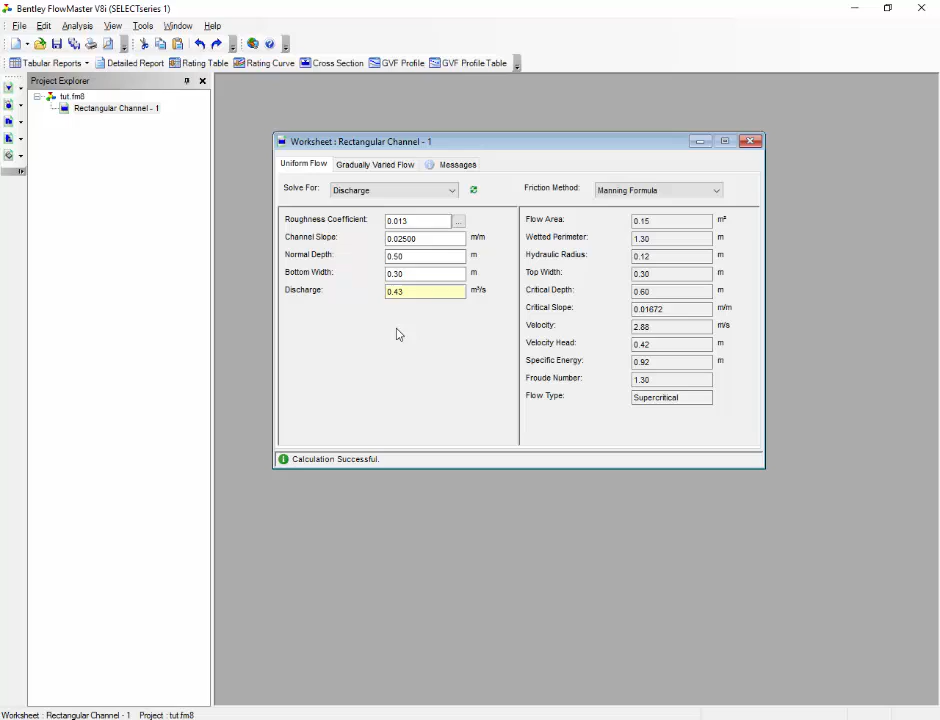 Bentley FlowMaster V8i (SELECTseries 1)
File Edit Analysis View Tools Window Help
Tabular Reports Detailed Report Rating Table Rating Curve Cross Section GVF Profile GVF Profile Table
Project Explorer
tut.fm8
Rectangular Channel - 1
Worksheet : Rectangular Channel - 1
Uniform Flow Gradually Varied Flow Messages
Solve For: Discharge Friction Method: Manning Formula
Roughness Coefficient: 0.013 ...
Channel Slope: 0.02500 m/m
Normal Depth: 0.50 m
Bottom Width: 0.30 m
Discharge: 0.43 m³/s
Flow Area: 0.15 m²
Wetted Perimeter: 1.30 m
Hydraulic Radius: 0.12 m
Top Width: 0.30 m
Critical Depth: 0.60 m
Critical Slope: 0.01672 m/m
Velocity: 2.88 m/s
Velocity Head: 0.42 m
Specific Energy: 0.92 m
Froude Number: 1.30
Flow Type: Supercritical
Calculation Successful.
Worksheet : Rectangular Channel - 1 Project : tut.fm8